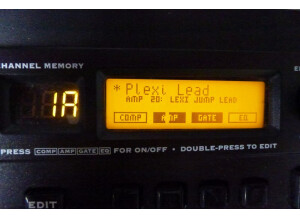 CHANNEL MEMORY
1A
* Plexi Lead
AMP 20: LEXI JUMP LEAD
COMP AMP GATE EQ
PRESS COMP AMP GATE EQ FOR ON/OFF • DOUBLE-PRESS TO EDIT
EDIT